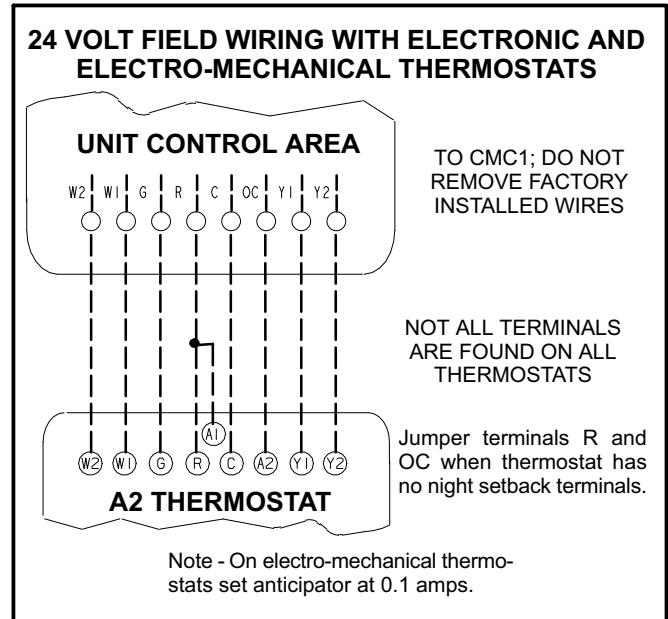 24 VOLT FIELD WIRING WITH ELECTRONIC AND
ELECTRO-MECHANICAL THERMOSTATS
UNIT CONTROL AREA
W2 W1 G R C OC Y1 Y2
TO CMC1; DO NOT
REMOVE FACTORY
INSTALLED WIRES
NOT ALL TERMINALS
ARE FOUND ON ALL
THERMOSTATS
A1
W2 W1 G R C A2 Y1 Y2
A2 THERMOSTAT
Jumper terminals R and
OC when thermostat has
no night setback terminals.
Note - On electro-mechanical thermo-
stats set anticipator at 0.1 amps.